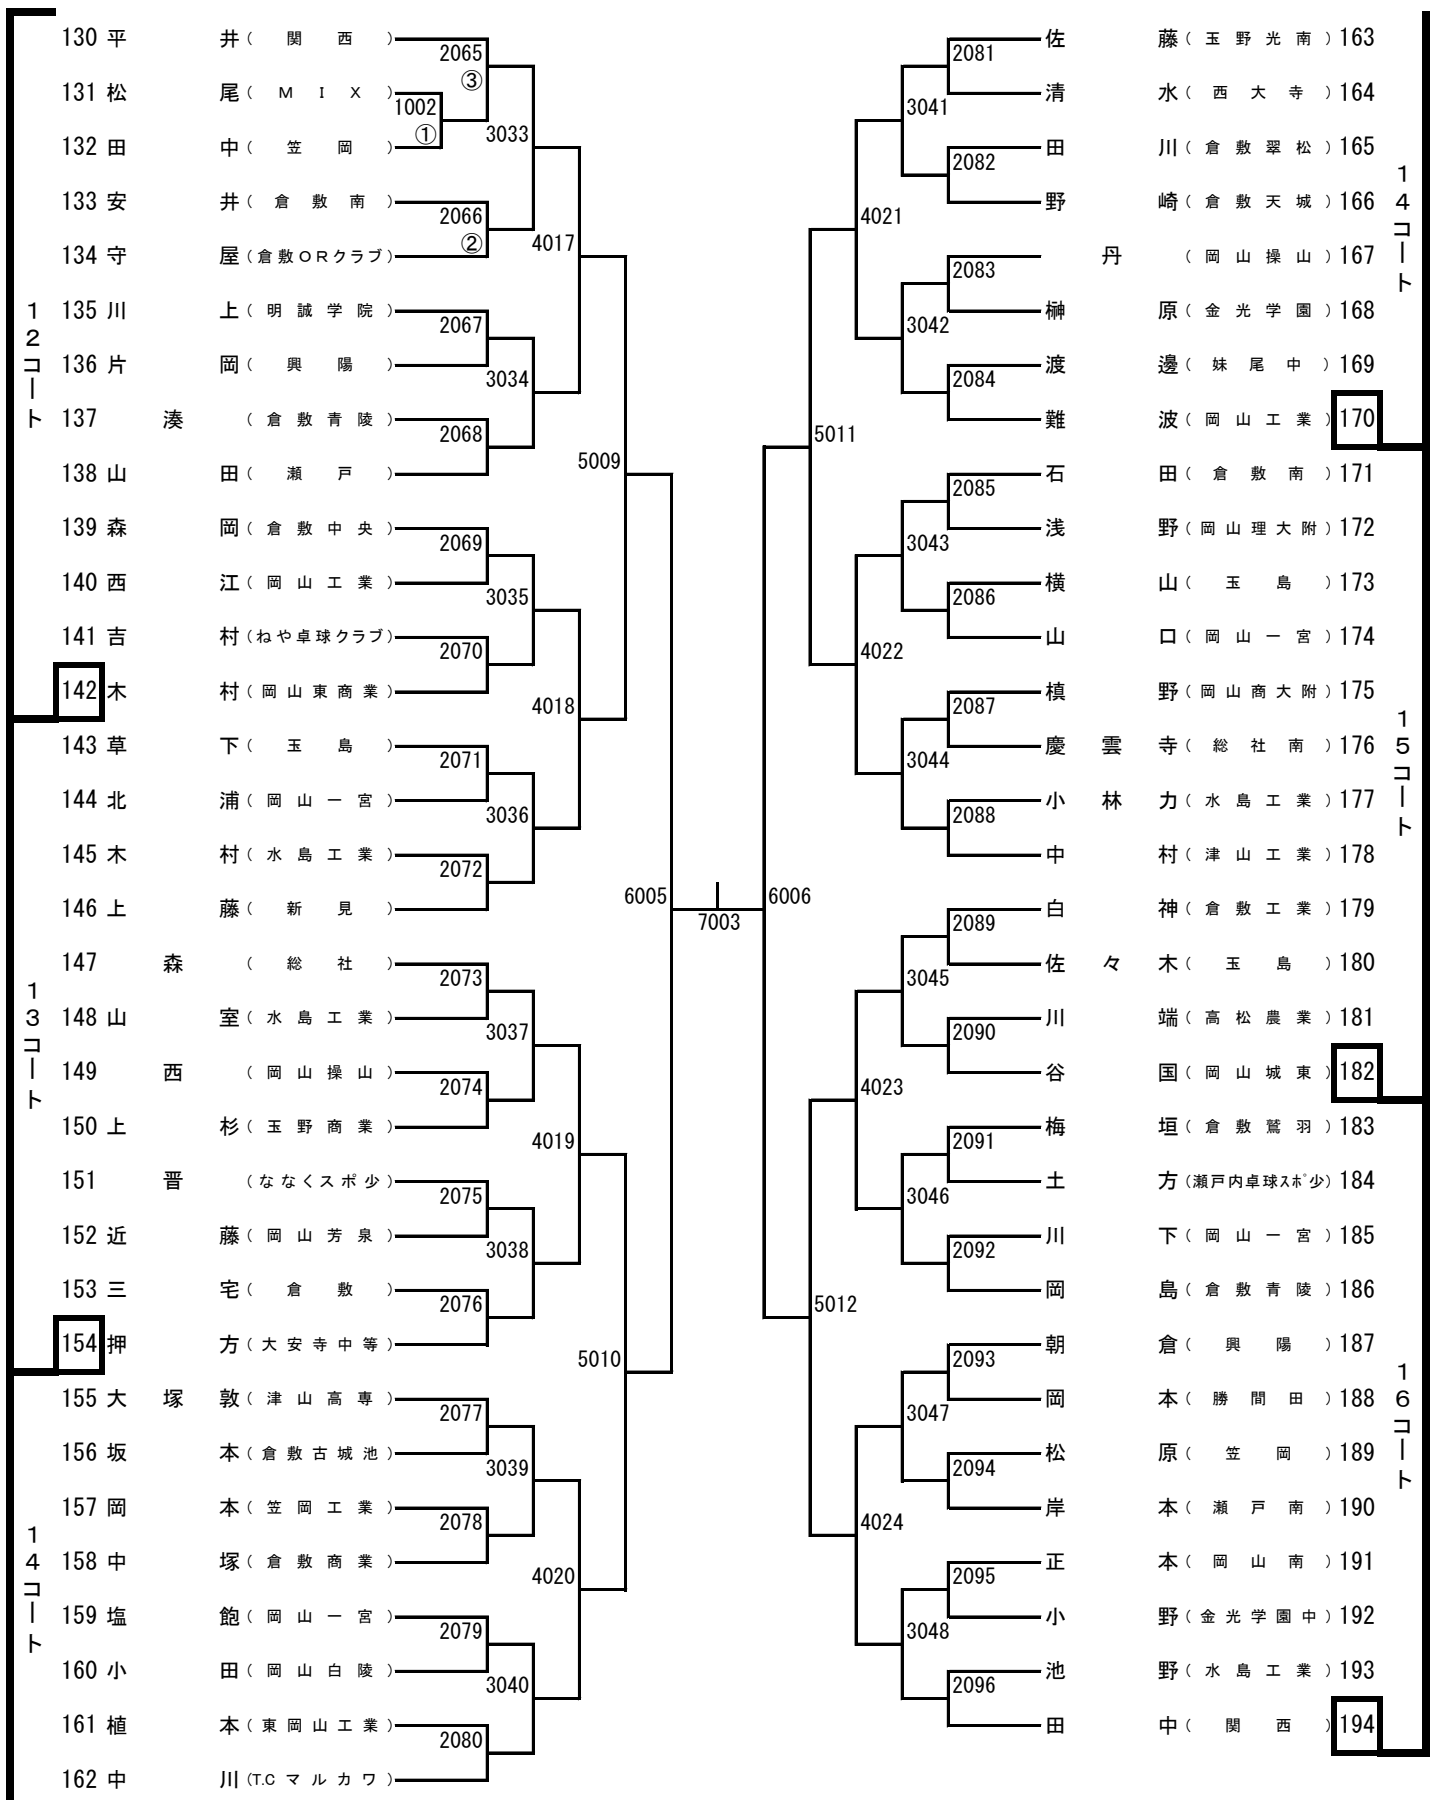 130 平 井 ( 関 西 )
2065
③
131 松 尾 ( Ｍ Ｉ Ｘ )
1002
①
132 田 中 ( 笠 岡 )
3033
133 安 井 ( 倉 敷 南 )
2066
②
134 守 屋 (倉敷ＯＲクラブ)
4017
135 川 上 ( 明 誠 学 院 )
2067
136 片 岡 ( 興 陽 )
3034
137 湊 ( 倉 敷 青 陵 )
2068
138 山 田 ( 瀬 戸 )
5009
139 森 岡 ( 倉 敷 中 央 )
2069
140 西 江 ( 岡 山 工 業 )
3035
141 吉 村 (ねや卓球クラブ)
2070
142 木 村 ( 岡 山 東 商 業 )
4018
143 草 下 ( 玉 島 )
2071
144 北 浦 ( 岡 山 一 宮 )
3036
145 木 村 ( 水 島 工 業 )
2072
146 上 藤 ( 新 見 )
6005
7003
147 森 ( 総 社 )
2073
148 山 室 ( 水 島 工 業 )
3037
149 西 ( 岡 山 操 山 )
2074
150 上 杉 ( 玉 野 商 業 )
4019
151 晋 (ななくスポ少)
2075
152 近 藤 ( 岡 山 芳 泉 )
3038
153 三 宅 ( 倉 敷 )
2076
154 押 方 ( 大 安 寺 中 等 )
5010
155 大 塚 敦 ( 津 山 高 専 )
2077
156 坂 本 ( 倉 敷 古 城 池 )
3039
157 岡 本 ( 笠 岡 工 業 )
2078
158 中 塚 ( 倉 敷 商 業 )
4020
159 塩 飽 ( 岡 山 一 宮 )
2079
160 小 田 ( 岡 山 白 陵 )
3040
161 植 本 ( 東 岡 山 工 業 )
2080
162 中 川 (T.C マ ル カ ワ )
12コート
13コート
14コート
佐 藤 ( 玉 野 光 南 ) 163
2081
清 水 ( 西 大 寺 ) 164
3041
田 川 ( 倉 敷 翠 松 ) 165
2082
野 崎 ( 倉 敷 天 城 ) 166
4021
丹 ( 岡 山 操 山 ) 167
2083
榊 原 ( 金 光 学 園 ) 168
3042
渡 邊 ( 妹 尾 中 ) 169
2084
難 波 ( 岡 山 工 業 ) 170
5011
石 田 ( 倉 敷 南 ) 171
2085
浅 野 ( 岡 山 理 大 附 ) 172
3043
横 山 ( 玉 島 ) 173
2086
山 口 ( 岡 山 一 宮 ) 174
4022
槙 野 ( 岡 山 商 大 附 ) 175
2087
慶 雲 寺 ( 総 社 南 ) 176
3044
小 林 力 ( 水 島 工 業 ) 177
2088
中 村 ( 津 山 工 業 ) 178
6006
白 神 ( 倉 敷 工 業 ) 179
2089
佐 々 木 ( 玉 島 ) 180
3045
川 端 ( 高 松 農 業 ) 181
2090
谷 国 ( 岡 山 城 東 ) 182
4023
梅 垣 ( 倉 敷 鷲 羽 ) 183
2091
土 方 (瀬戸内卓球ｽﾎﾟ少) 184
3046
川 下 ( 岡 山 一 宮 ) 185
2092
岡 島 ( 倉 敷 青 陵 ) 186
5012
朝 倉 ( 興 陽 ) 187
2093
岡 本 ( 勝 間 田 ) 188
3047
松 原 ( 笠 岡 ) 189
2094
岸 本 ( 瀬 戸 南 ) 190
4024
正 本 ( 岡 山 南 ) 191
2095
小 野 ( 金 光 学 園 中 ) 192
3048
池 野 ( 水 島 工 業 ) 193
2096
田 中 ( 関 西 ) 194
14コート
15コート
16コート